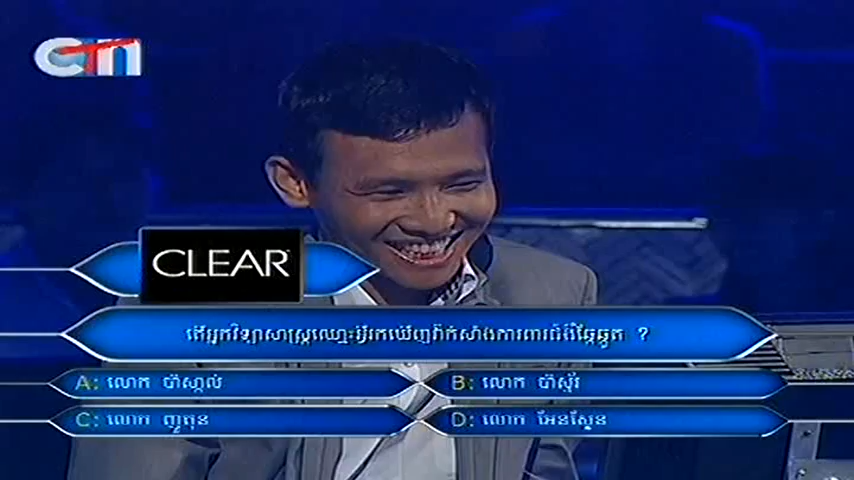 CTN
CLEAR
តើអ្នកវិទ្យាសាស្ត្រឈ្មោះអ្វីរកឃើញវ៉ាក់សាំងការពារជំងឺឆ្កែឆ្កួត ?
A: លោក ប៉ាស្កាល់
B: លោក ប៉ាស្ទ័រ
C: លោក ញូតុន
D: លោក អែនស្តែន